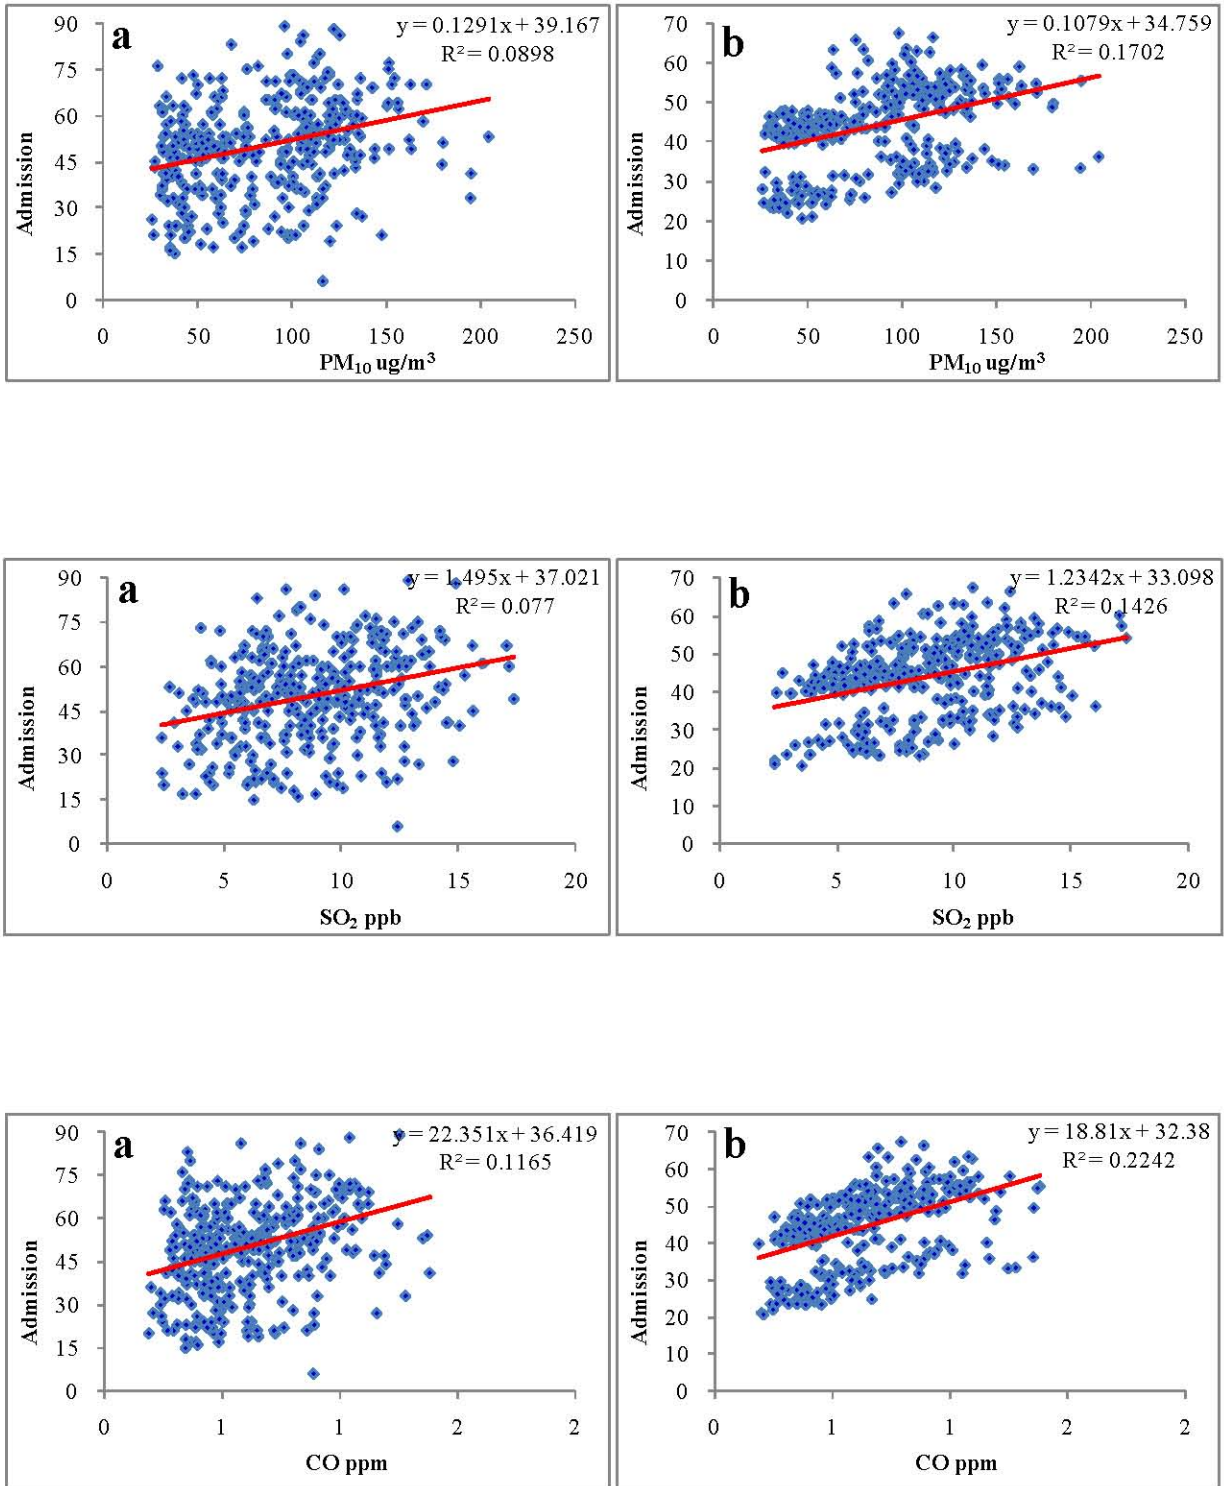 a
y = 0.1291x + 39.167
R² = 0.0898
90
75
60
45
30
15
0
Admission
0 50 100 150 200 250
PM₁₀ ug/m³
b
y = 0.1079x + 34.759
R² = 0.1702
70
60
50
40
30
20
10
0
Admission
0 50 100 150 200 250
PM₁₀ ug/m³
a
y = 1.495x + 37.021
R² = 0.077
90
75
60
45
30
15
0
Admission
0 5 10 15 20
SO₂ ppb
b
y = 1.2342x + 33.098
R² = 0.1426
70
60
50
40
30
20
10
0
Admission
0 5 10 15 20
SO₂ ppb
a
y = 22.351x + 36.419
R² = 0.1165
90
75
60
45
30
15
0
Admission
0 1 1 2 2
CO ppm
b
y = 18.81x + 32.38
R² = 0.2242
70
60
50
40
30
20
10
0
Admission
0 1 1 2 2
CO ppm